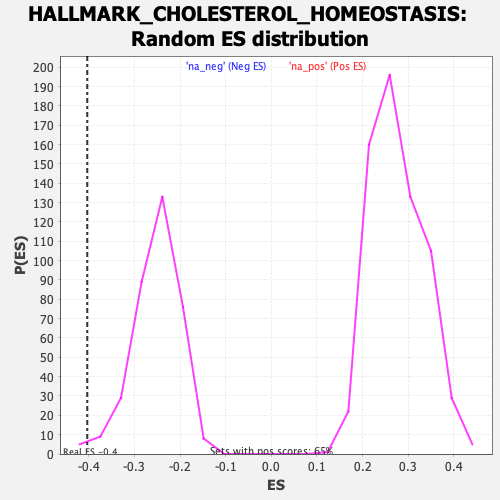 HALLMARK_CHOLESTEROL_HOMEOSTASIS:
Random ES distribution
'na_neg' (Neg ES) 'na_pos' (Pos ES)
200
190
180
170
160
150
140
130
120
110
100
90
80
70
60
50
40
30
20
10
0
P(ES)
Real ES -0.4
Sets with pos scores: 65%
-0.4 -0.3 -0.2 -0.1 0.0 0.1 0.2 0.3 0.4
ES